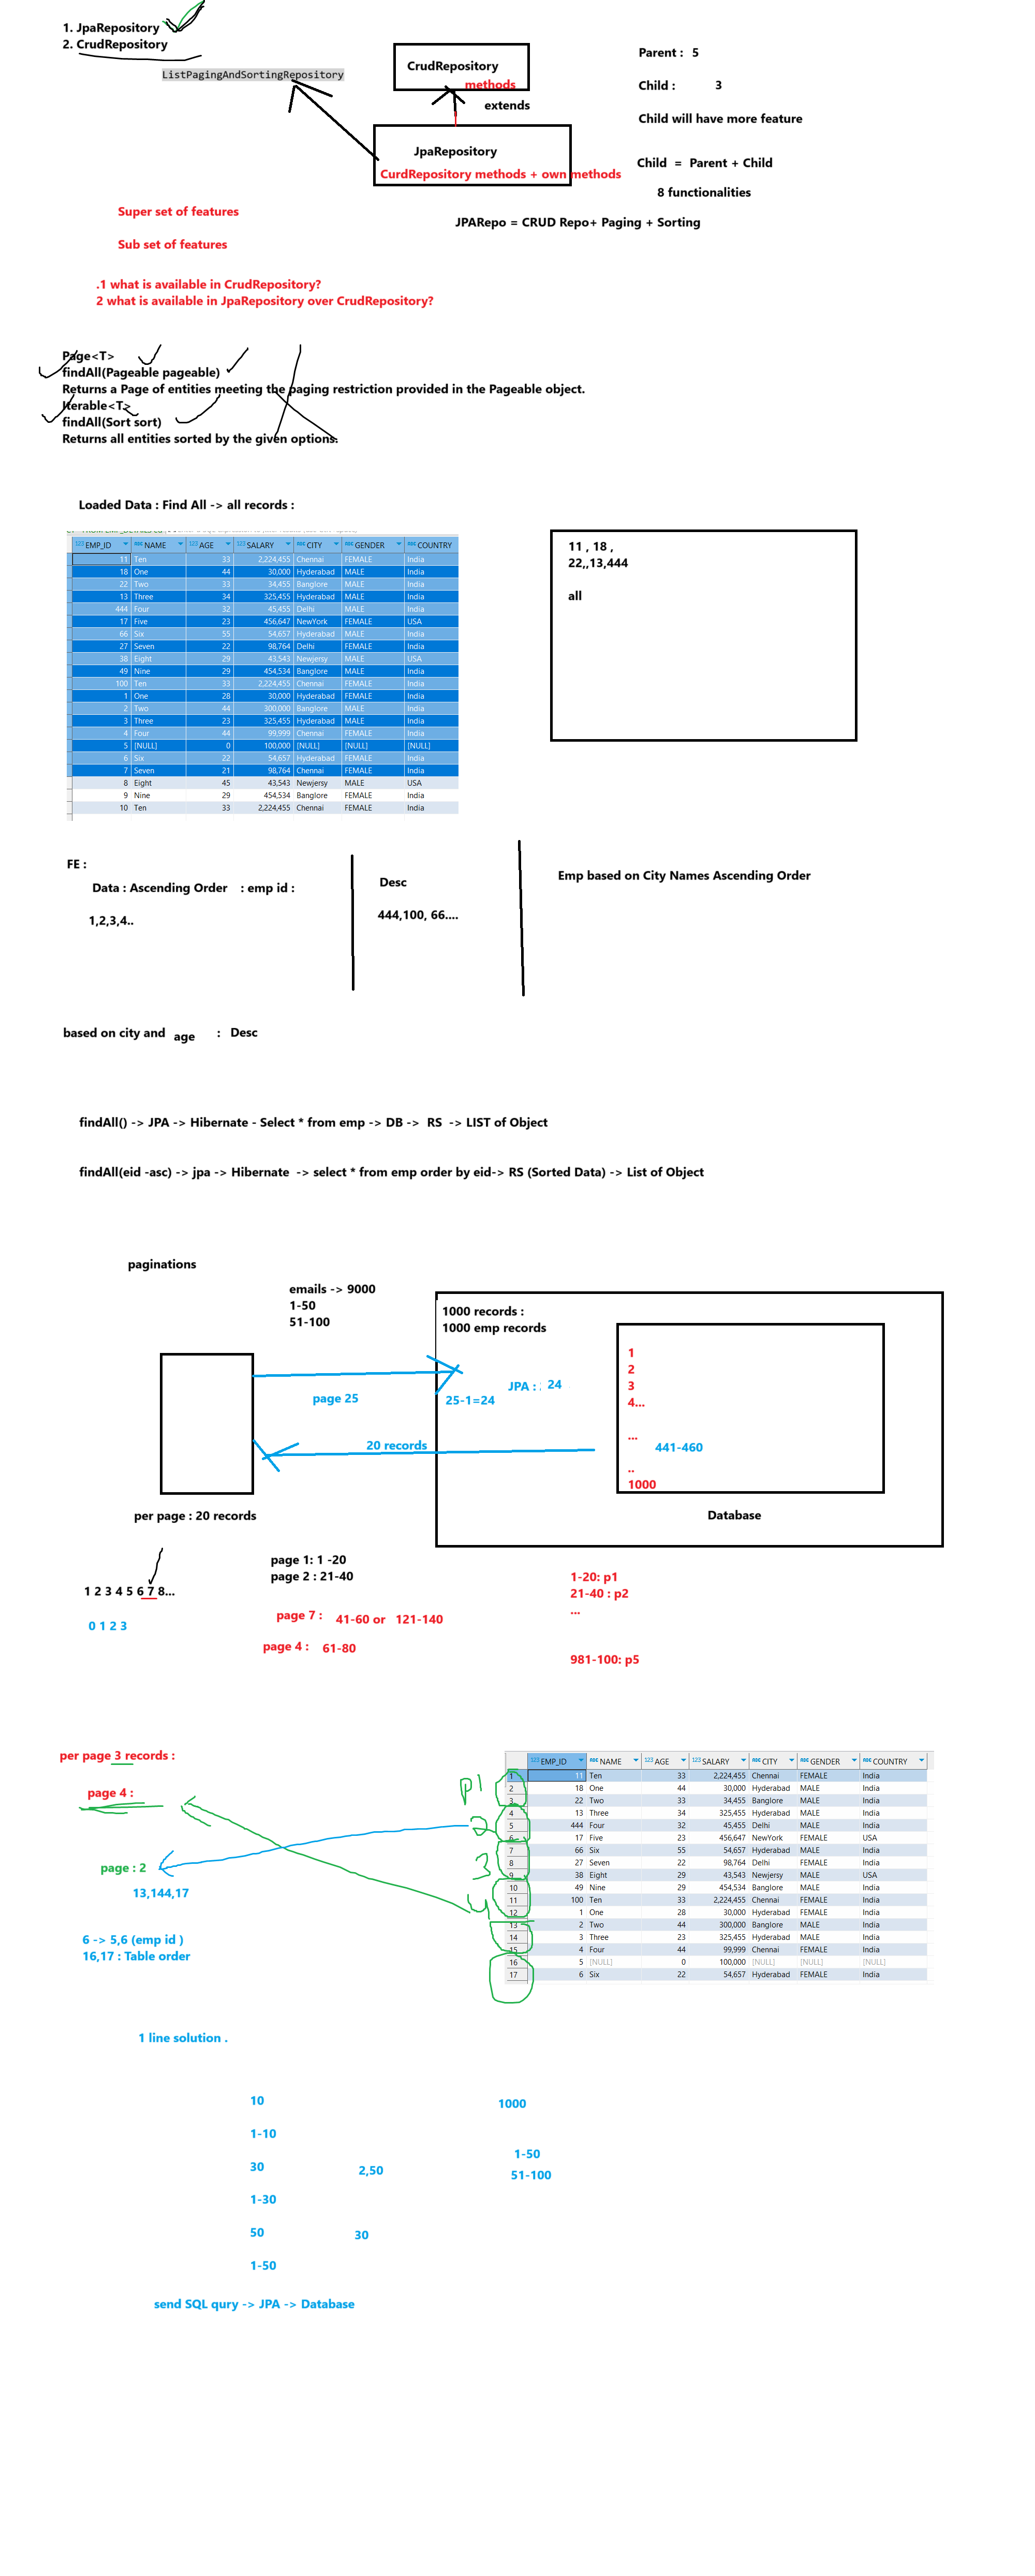 1. JpaRepository
2. CrudRepository
ListPagingAndSortingRepository
CrudRepository
methods
extends
JpaRepository
CurdRepository methods + own methods
Parent : 5
Child : 3
Child will have more feature
Child = Parent + Child
8 functionalities
JPARepo = CRUD Repo+ Paging + Sorting
Super set of features
Sub set of features
.1 what is available in CrudRepository?
2 what is available in JpaRepository over CrudRepository?
Page<T>
findAll(Pageable pageable)
Returns a Page of entities meeting the paging restriction provided in the Pageable object.
Iterable<T>
findAll(Sort sort)
Returns all entities sorted by the given options.
Loaded Data : Find All -> all records :
123 EMP_ID ABC NAME 123 AGE 123 SALARY ABC CITY ABC GENDER ABC COUNTRY
11 Ten 33 2,224,455 Chennai FEMALE India
18 One 44 30,000 Hyderabad MALE India
22 Two 33 34,455 Banglore MALE India
13 Three 34 325,455 Hyderabad MALE India
444 Four 32 45,455 Delhi MALE India
17 Five 23 456,647 NewYork FEMALE USA
66 Six 55 54,657 Hyderabad MALE India
27 Seven 22 98,764 Delhi FEMALE India
38 Eight 29 43,543 Newjersy MALE USA
49 Nine 29 454,534 Banglore MALE India
100 Ten 33 2,224,455 Chennai FEMALE India
1 One 28 30,000 Hyderabad FEMALE India
2 Two 44 300,000 Banglore MALE India
3 Three 23 325,455 Hyderabad MALE India
4 Four 44 99,999 Chennai FEMALE India
5 [NULL] 0 100,000 [NULL] [NULL] [NULL]
6 Six 22 54,657 Hyderabad FEMALE India
7 Seven 21 98,764 Chennai FEMALE India
8 Eight 45 43,543 Newjersy MALE USA
9 Nine 29 454,534 Banglore FEMALE India
10 Ten 33 2,224,455 Chennai FEMALE India
11 , 18 ,
22,,13,444
all
FE :
Data : Ascending Order : emp id :
1,2,3,4..
Desc
444,100, 66....
Emp based on City Names Ascending Order
based on city and age : Desc
findAll() -> JPA -> Hibernate - Select * from emp -> DB -> RS -> LIST of Object
findAll(eid -asc) -> jpa -> Hibernate -> select * from emp order by eid-> RS (Sorted Data) -> List of Object
paginations
emails -> 9000
1-50
51-100
1000 records :
1000 emp records
page 25
25-1=24
JPA : 24
20 records
1
2
3
4...
...
441-460
..
1000
Database
per page : 20 records
1 2 3 4 5 6 7 8...
0 1 2 3
page 1: 1 -20
page 2 : 21-40
page 7 : 41-60 or 121-140
page 4 : 61-80
1-20: p1
21-40 : p2
...
981-100: p5
per page 3 records :
page 4 :
page : 2
13,144,17
6 -> 5,6 (emp id )
16,17 : Table order
p1
2
3
4
123 EMP_ID ABC NAME 123 AGE 123 SALARY ABC CITY ABC GENDER ABC COUNTRY
1 11 Ten 33 2,224,455 Chennai FEMALE India
2 18 One 44 30,000 Hyderabad MALE India
3 22 Two 33 34,455 Banglore MALE India
4 13 Three 34 325,455 Hyderabad MALE India
5 444 Four 32 45,455 Delhi MALE India
6 17 Five 23 456,647 NewYork FEMALE USA
7 66 Six 55 54,657 Hyderabad MALE India
8 27 Seven 22 98,764 Delhi FEMALE India
9 38 Eight 29 43,543 Newjersy MALE USA
10 49 Nine 29 454,534 Banglore MALE India
11 100 Ten 33 2,224,455 Chennai FEMALE India
12 1 One 28 30,000 Hyderabad FEMALE India
13 2 Two 44 300,000 Banglore MALE India
14 3 Three 23 325,455 Hyderabad MALE India
15 4 Four 44 99,999 Chennai FEMALE India
16 5 [NULL] 0 100,000 [NULL] [NULL] [NULL]
17 6 Six 22 54,657 Hyderabad FEMALE India
1 line solution .
10
1-10
30
1-30
50
1-50
2,50
30
1000
1-50
51-100
send SQL qury -> JPA -> Database